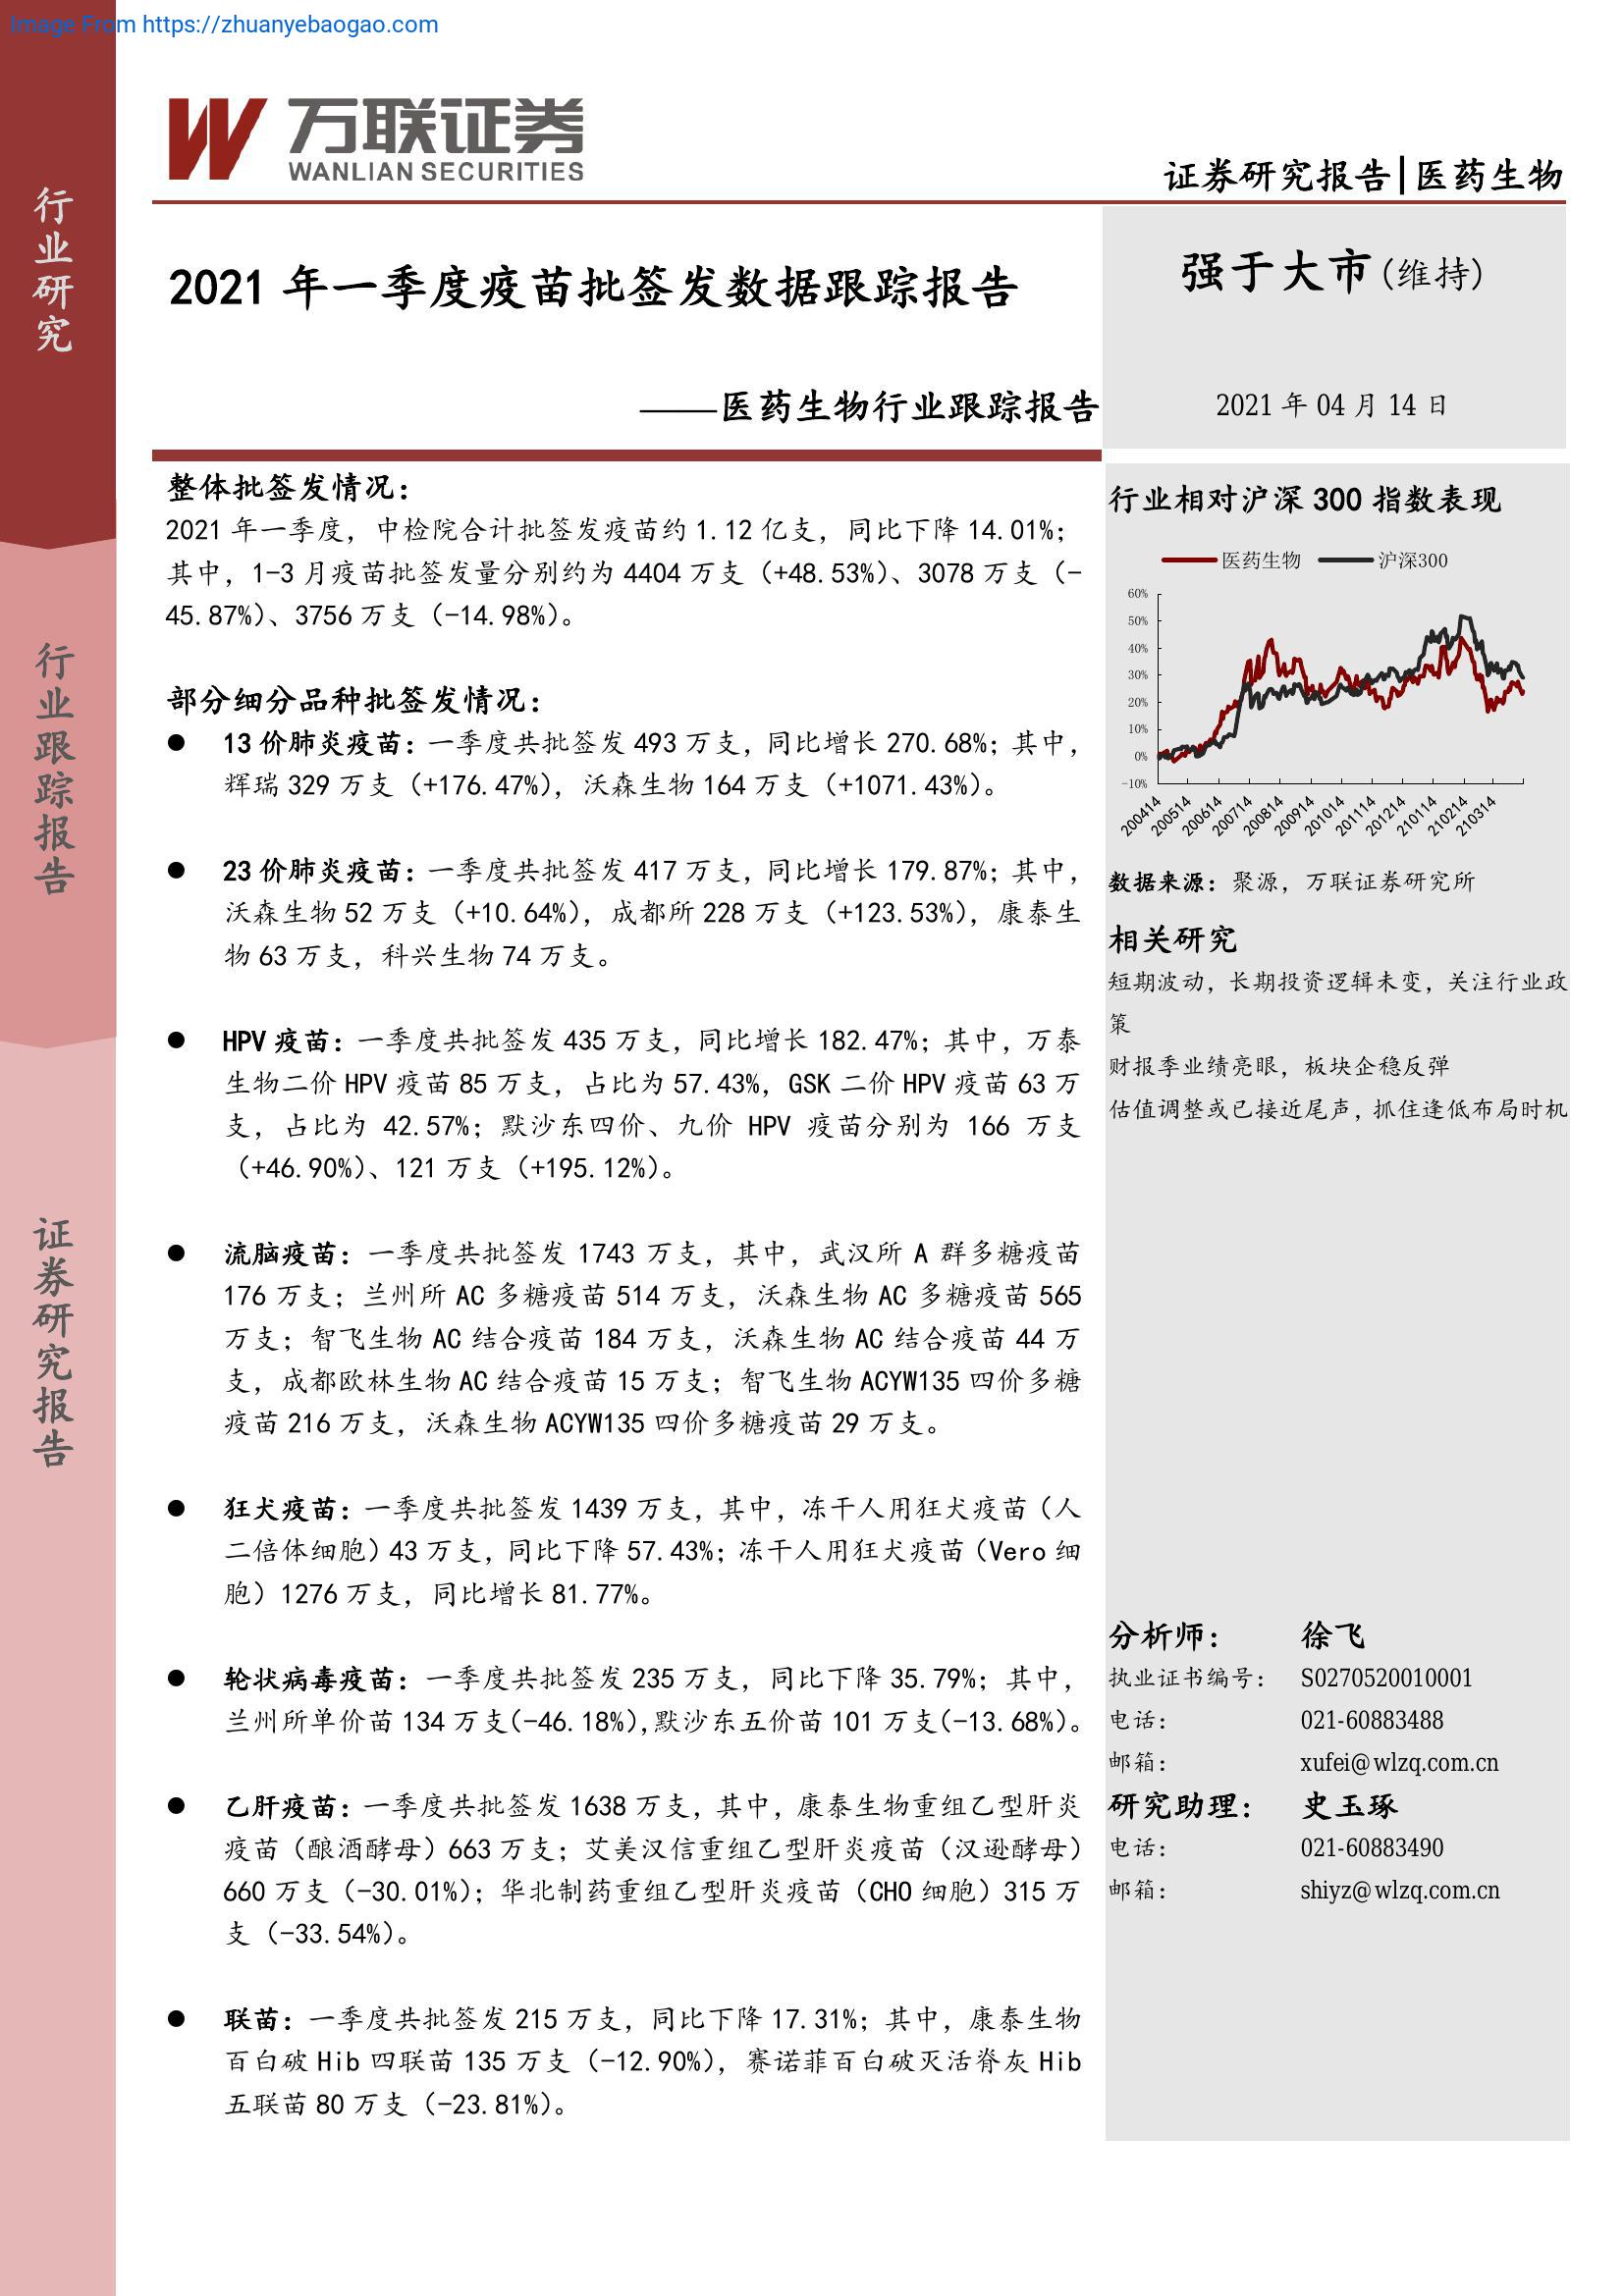 Image From https://zhuanyebaogao.com
行业研究
行业跟踪报告
证券研究报告
万联证券
WANLIAN SECURITIES
证券研究报告|医药生物
2021 年一季度疫苗批签发数据跟踪报告
——医药生物行业跟踪报告
强于大市(维持)
2021 年 04 月 14 日
整体批签发情况：
2021 年一季度，中检院合计批签发疫苗约 1.12 亿支，同比下降 14.01%；
其中，1-3 月疫苗批签发量分别约为 4404 万支（+48.53%）、3078 万支（-
45.87%）、3756 万支（-14.98%）。
部分细分品种批签发情况：
● 13 价肺炎疫苗：一季度共批签发 493 万支，同比增长 270.68%；其中，
辉瑞 329 万支（+176.47%），沃森生物 164 万支（+1071.43%）。
● 23 价肺炎疫苗：一季度共批签发 417 万支，同比增长 179.87%；其中，
沃森生物 52 万支（+10.64%），成都所 228 万支（+123.53%），康泰生
物 63 万支，科兴生物 74 万支。
● HPV 疫苗：一季度共批签发 435 万支，同比增长 182.47%；其中，万泰
生物二价 HPV 疫苗 85 万支，占比为 57.43%，GSK 二价 HPV 疫苗 63 万
支，占比为 42.57%；默沙东四价、九价 HPV 疫苗分别为 166 万支
（+46.90%）、121 万支（+195.12%）。
● 流脑疫苗：一季度共批签发 1743 万支，其中，武汉所 A 群多糖疫苗
176 万支；兰州所 AC 多糖疫苗 514 万支，沃森生物 AC 多糖疫苗 565
万支；智飞生物 AC 结合疫苗 184 万支，沃森生物 AC 结合疫苗 44 万
支，成都欧林生物 AC 结合疫苗 15 万支；智飞生物 ACYW135 四价多糖
疫苗 216 万支，沃森生物 ACYW135 四价多糖疫苗 29 万支。
● 狂犬疫苗：一季度共批签发 1439 万支，其中，冻干人用狂犬疫苗（人
二倍体细胞）43 万支，同比下降 57.43%；冻干人用狂犬疫苗（Vero 细
胞）1276 万支，同比增长 81.77%。
● 轮状病毒疫苗：一季度共批签发 235 万支，同比下降 35.79%；其中，
兰州所单价苗 134 万支(-46.18%),默沙东五价苗 101 万支(-13.68%)。
● 乙肝疫苗：一季度共批签发 1638 万支，其中，康泰生物重组乙型肝炎
疫苗（酿酒酵母）663 万支；艾美汉信重组乙型肝炎疫苗（汉逊酵母）
660 万支（-30.01%）；华北制药重组乙型肝炎疫苗（CHO 细胞）315 万
支（-33.54%）。
● 联苗：一季度共批签发 215 万支，同比下降 17.31%；其中，康泰生物
百白破 Hib 四联苗 135 万支（-12.90%），赛诺菲百白破灭活脊灰 Hib
五联苗 80 万支（-23.81%）。
行业相对沪深 300 指数表现
医药生物 沪深300
60%
50%
40%
30%
20%
10%
0%
-10%
200414 200514 200614 200714 200814 200914 201014 201114 201214 210114 210214 210314
数据来源：聚源，万联证券研究所
相关研究
短期波动，长期投资逻辑未变，关注行业政
策
财报季业绩亮眼，板块企稳反弹
估值调整或已接近尾声，抓住逢低布局时机
分析师： 徐飞
执业证书编号： S0270520010001
电话： 021-60883488
邮箱： xufei@wlzq.com.cn
研究助理： 史玉琢
电话： 021-60883490
邮箱： shiyz@wlzq.com.cn